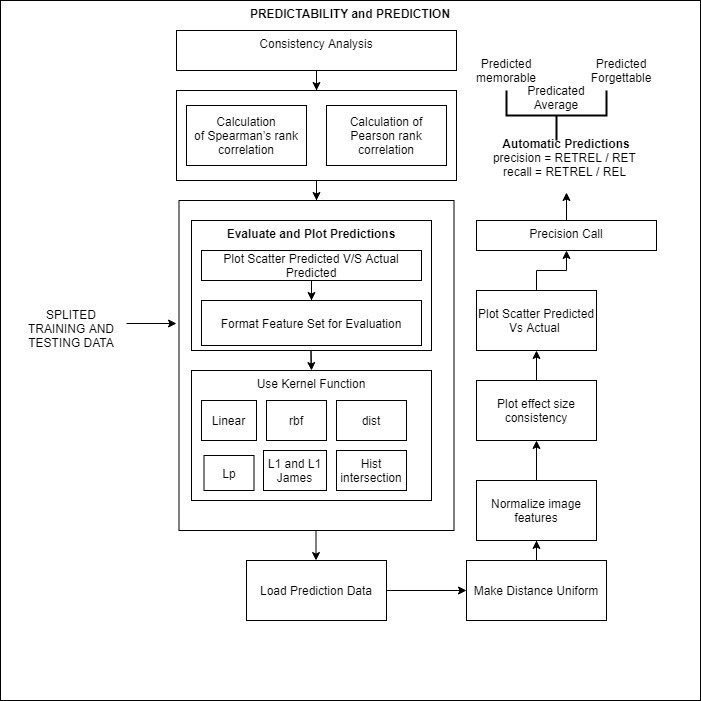 PREDICTABILITY and PREDICTION
Consistency Analysis
Calculation
of Spearman's rank
correlation
Calculation of
Pearson rank
correlation
Evaluate and Plot Predictions
Plot Scatter Predicted V/S Actual
Predicted
Format Feature Set for Evaluation
SPLITED
TRAINING AND
TESTING DATA
Use Kernel Function
Linear
rbf
dist
Lp
L1 and L1
James
Hist
intersection
Load Prediction Data
Make Distance Uniform
Normalize image
features
Plot effect size
consistency
Plot Scatter Predicted
Vs Actual
Precision Call
Automatic Predictions
precision = RETREL / RET
recall = RETREL / REL
Predicted
memorable
Predicated
Average
Predicted
Forgettable